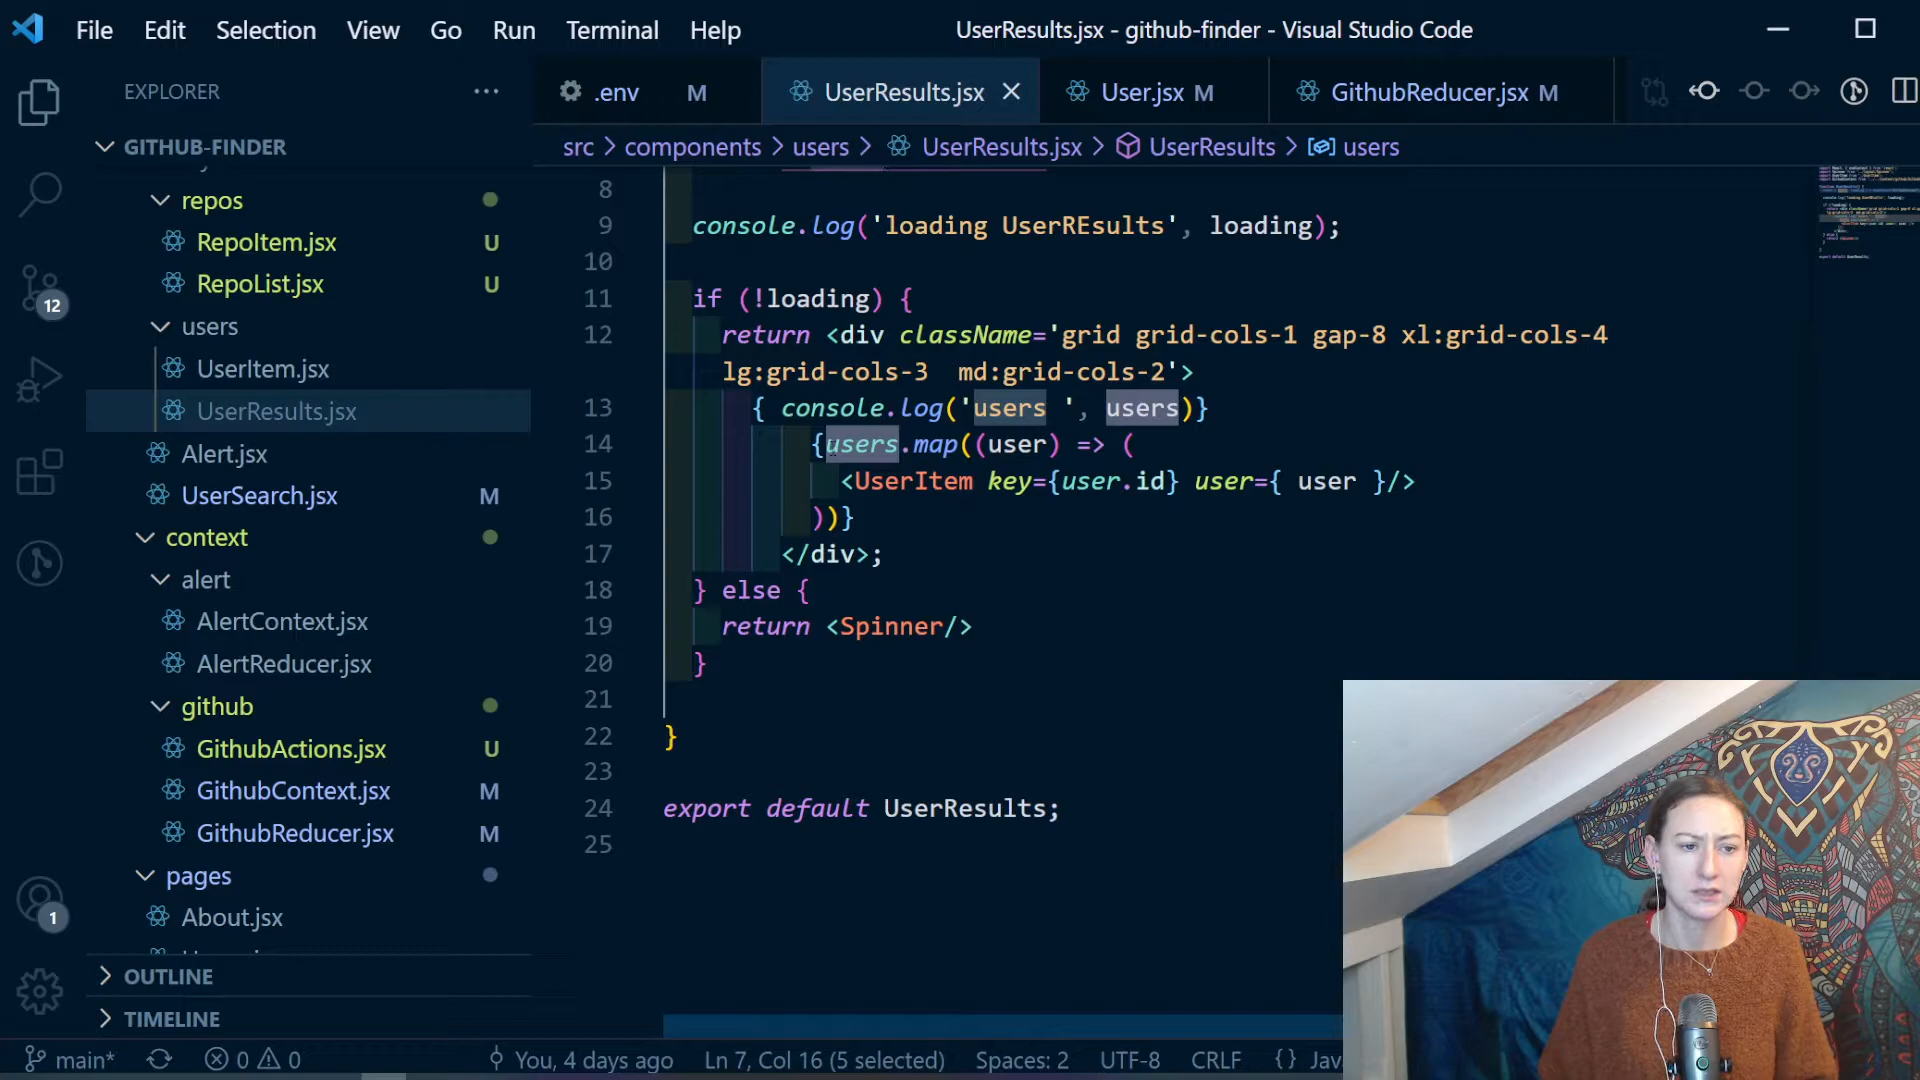 File Edit Selection View Go Run Terminal Help
UserResults.jsx - github-finder - Visual Studio Code
EXPLORER
.env M
UserResults.jsx
User.jsx M
GithubReducer.jsx M
GITHUB-FINDER
src components users UserResults.jsx UserResults users
repos
RepoItem.jsx U
RepoList.jsx U
users
UserItem.jsx
UserResults.jsx
Alert.jsx
UserSearch.jsx M
context
alert
AlertContext.jsx
AlertReducer.jsx
github
GithubActions.jsx U
GithubContext.jsx M
GithubReducer.jsx M
pages
About.jsx
OUTLINE
TIMELINE
12
1
8
9 console.log('loading UserREsults', loading);
10
11 if (!loading) {
12 return <div className='grid grid-cols-1 gap-8 xl:grid-cols-4
lg:grid-cols-3  md:grid-cols-2'>
13 { console.log('users ', users)}
14 {users.map((user) => (
15 <UserItem key={user.id} user={ user }/>
16 ))}
17 </div>;
18 } else {
19 return <Spinner/>
20 }
21
22 }
23
24 export default UserResults;
25
main* 0 0 You, 4 days ago Ln 7, Col 16 (5 selected) Spaces: 2 UTF-8 CRLF {}